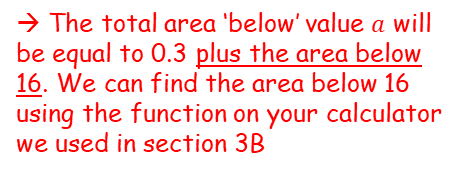 → The total area ‘below’ value a will
be equal to 0.3 plus the area below
16. We can find the area below 16
using the function on your calculator
we used in section 3B